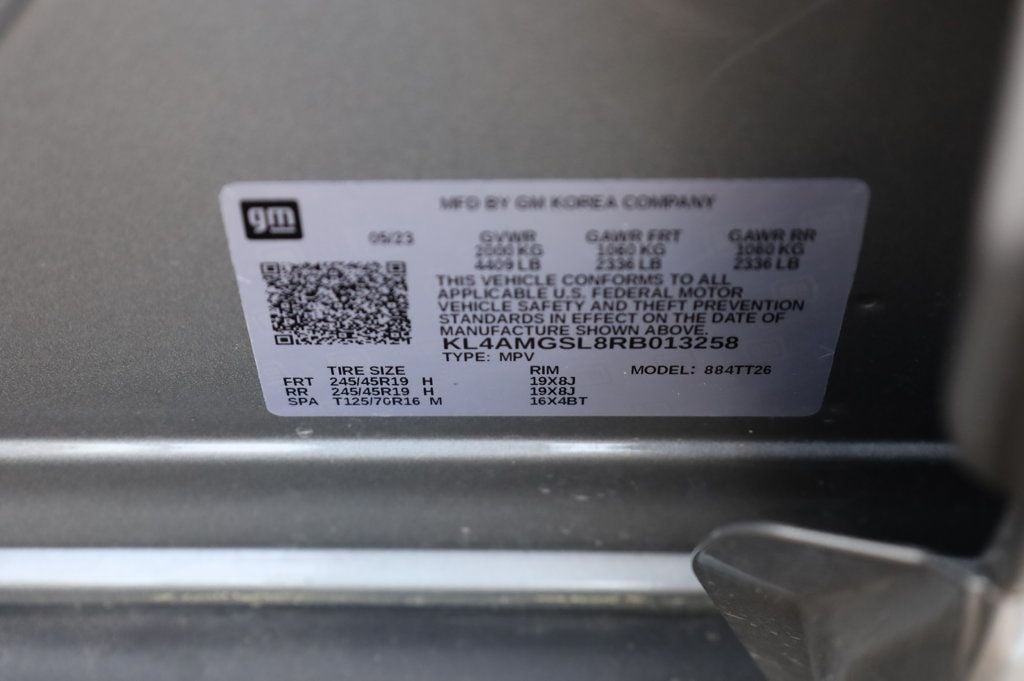 gm
MFD BY GM KOREA COMPANY
05/23 GVWR GAWR FRT GAWR RR
2000 KG 1060 KG 1060 KG
4409 LB 2336 LB 2336 LB
THIS VEHICLE CONFORMS TO ALL
APPLICABLE U.S. FEDERAL MOTOR
VEHICLE SAFETY AND THEFT PREVENTION
STANDARDS IN EFFECT ON THE DATE OF
MANUFACTURE SHOWN ABOVE.
KL4AMGSL8RB013258
TYPE: MPV
TIRE SIZE RIM MODEL: 884TT26
FRT 245/45R19 H 19X8J
RR 245/45R19 H 19X8J
SPA T125/70R16 M 16X4BT